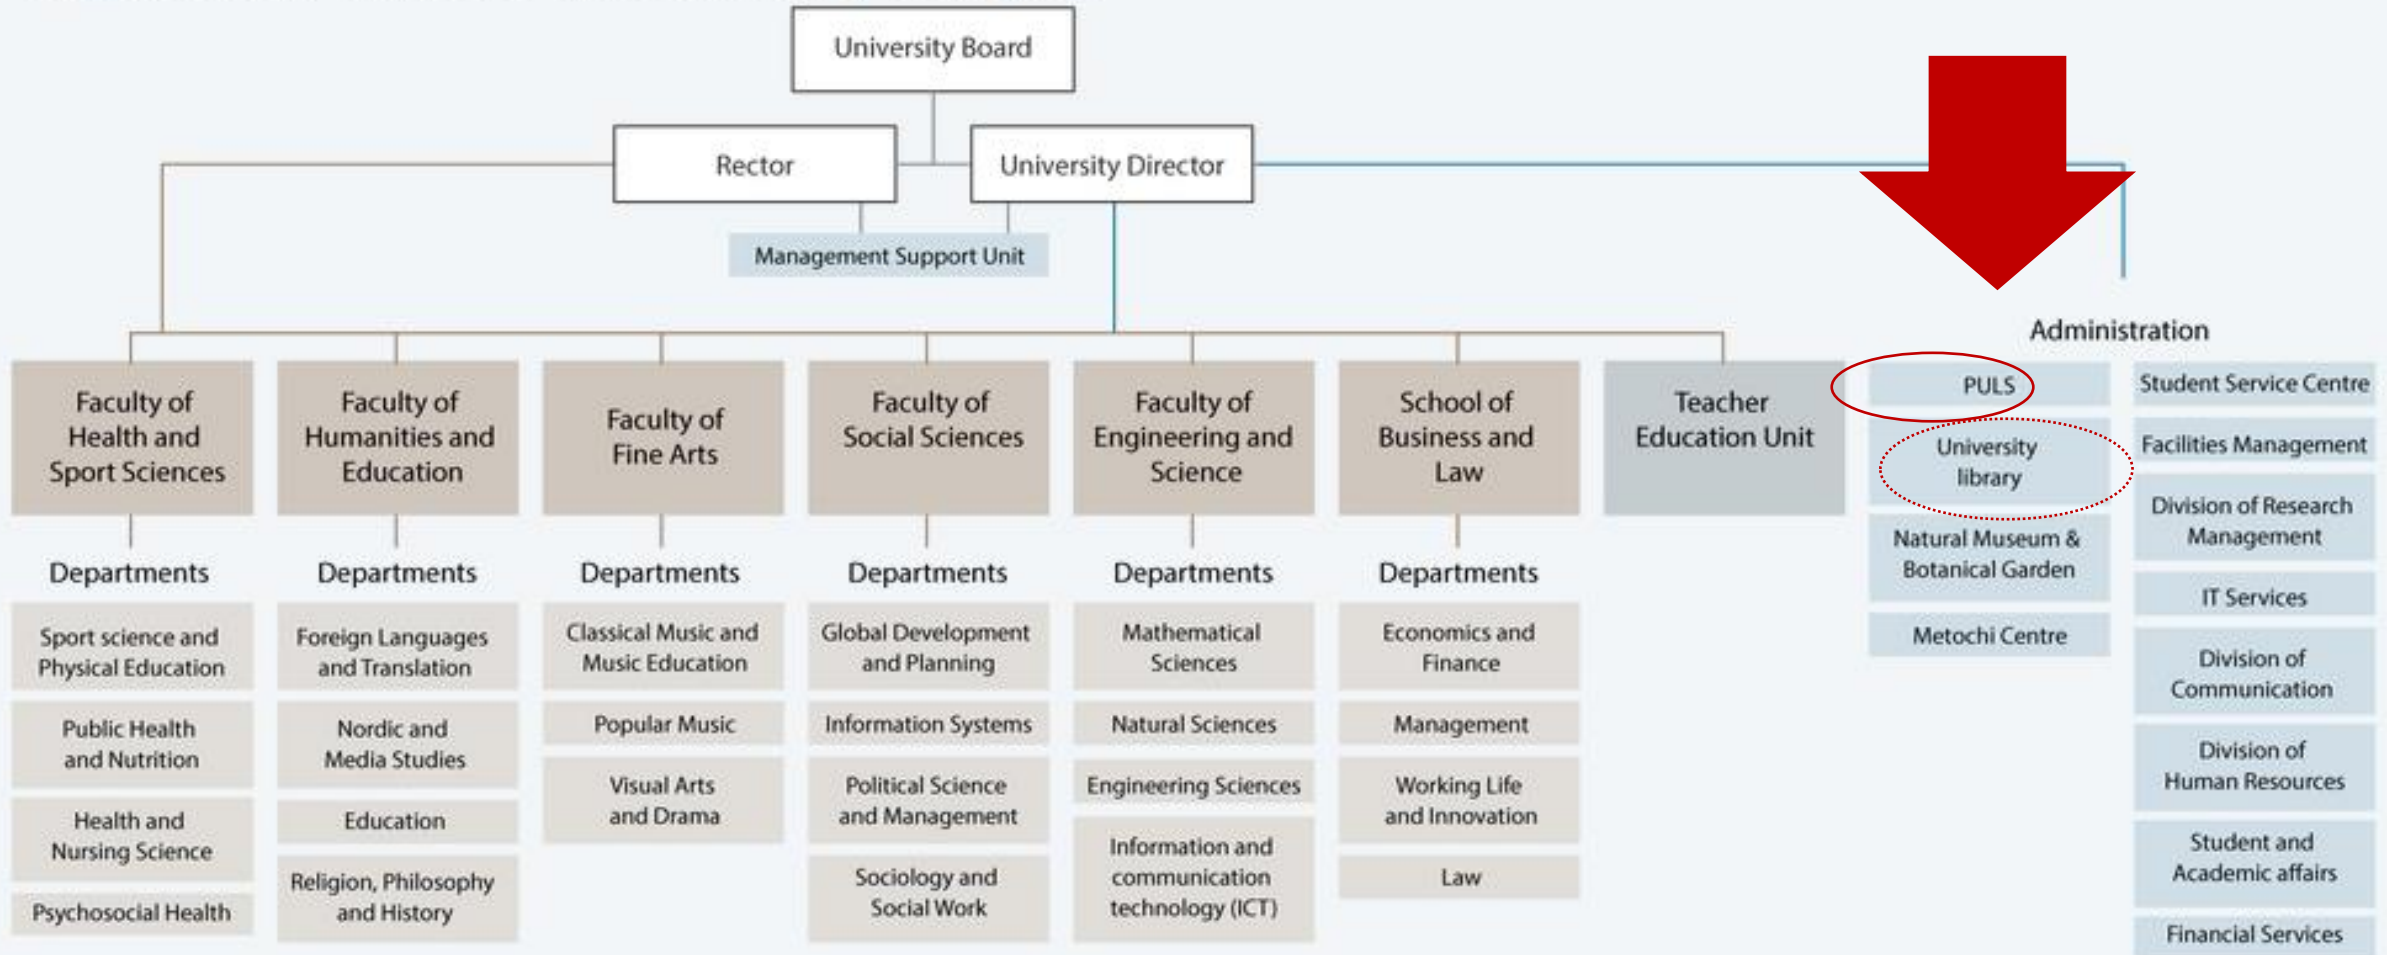 University Board
Rector
University Director
Management Support Unit
Faculty of
Health and
Sport Sciences
Departments
Sport science and
Physical Education
Public Health
and Nutrition
Health and
Nursing Science
Psychosocial Health
Faculty of
Humanities and
Education
Departments
Foreign Languages
and Translation
Nordic and
Media Studies
Education
Religion, Philosophy
and History
Faculty of
Fine Arts
Departments
Classical Music and
Music Education
Popular Music
Visual Arts
and Drama
Faculty of
Social Sciences
Departments
Global Development
and Planning
Information Systems
Political Science
and Management
Sociology and
Social Work
Faculty of
Engineering and
Science
Departments
Mathematical
Sciences
Natural Sciences
Engineering Sciences
Information and
communication
technology (ICT)
School of
Business and
Law
Departments
Economics and
Finance
Management
Working Life
and Innovation
Law
Teacher
Education Unit
Administration
PULS
University
library
Natural Museum &
Botanical Garden
Metochi Centre
Student Service Centre
Facilities Management
Division of Research
Management
IT Services
Division of
Communication
Division of
Human Resources
Student and
Academic affairs
Financial Services